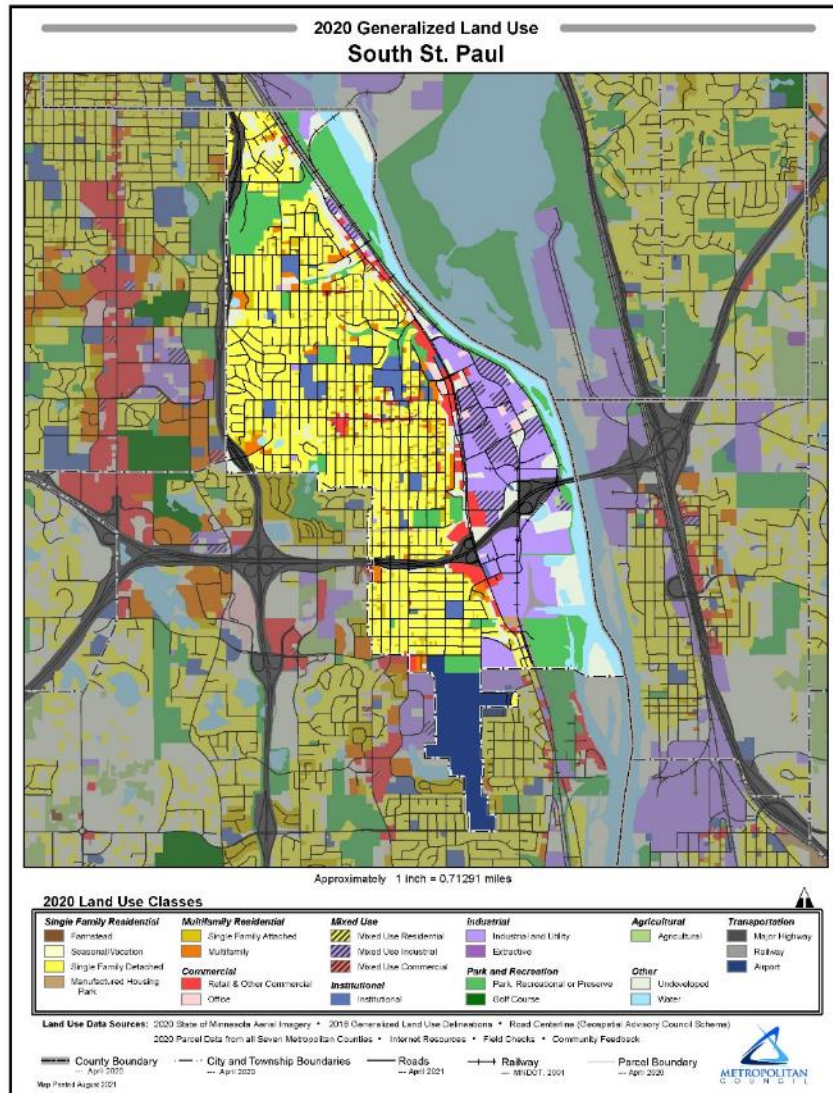 2020 Generalized Land Use
South St. Paul
Approximately 1 inch = 0.71291 miles
2020 Land Use Classes
Single Family Residential
Farmstead
Seasonal/Vacation
Single Family Detached
Manufactured Housing
Park
Multifamily Residential
Single Family Attached
Multifamily
Commercial
Retail & Other Commercial
Office
Mixed Use
Mixed Use Residential
Mixed Use Industrial
Mixed Use Commercial
Institutional
Institutional
Industrial
Industrial and Utility
Extractive
Park and Recreation
Park, Recreational or Preserve
Golf Course
Agricultural
Agricultural
Other
Undeveloped
Water
Transportation
Major Highway
Railway
Airport
Land Use Data Sources: 2020 State of Minnesota Aerial Imagery • 2016 Generalized Land Use Delineations • Road Centerline (Geospatial Advisory Council Schema)
2020 Parcel Data from all Seven Metropolitan Counties • Internet Resources • Field Checks • Community Feedback
County Boundary
--- April 2020
City and Township Boundaries
--- April 2020
Roads
--- April 2021
Railway
--- MNDOT, 2001
Parcel Boundary
--- April 2020
Map Printed August 2021
METROPOLITAN
COUNCIL